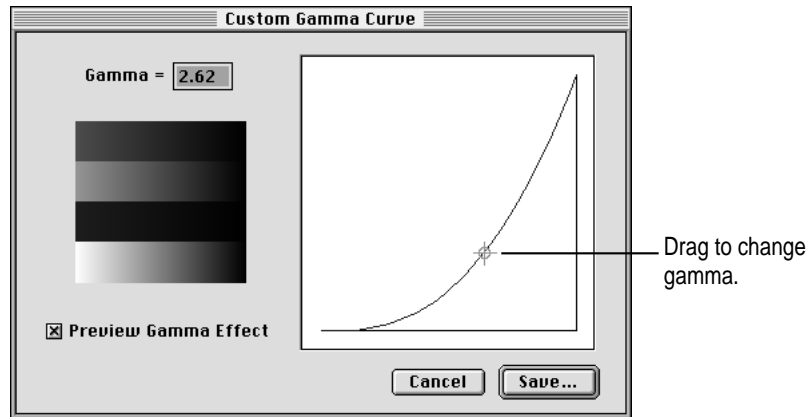 Custom Gamma Curve
Gamma = 2.62
Drag to change
gamma.
Preview Gamma Effect
Cancel
Save...